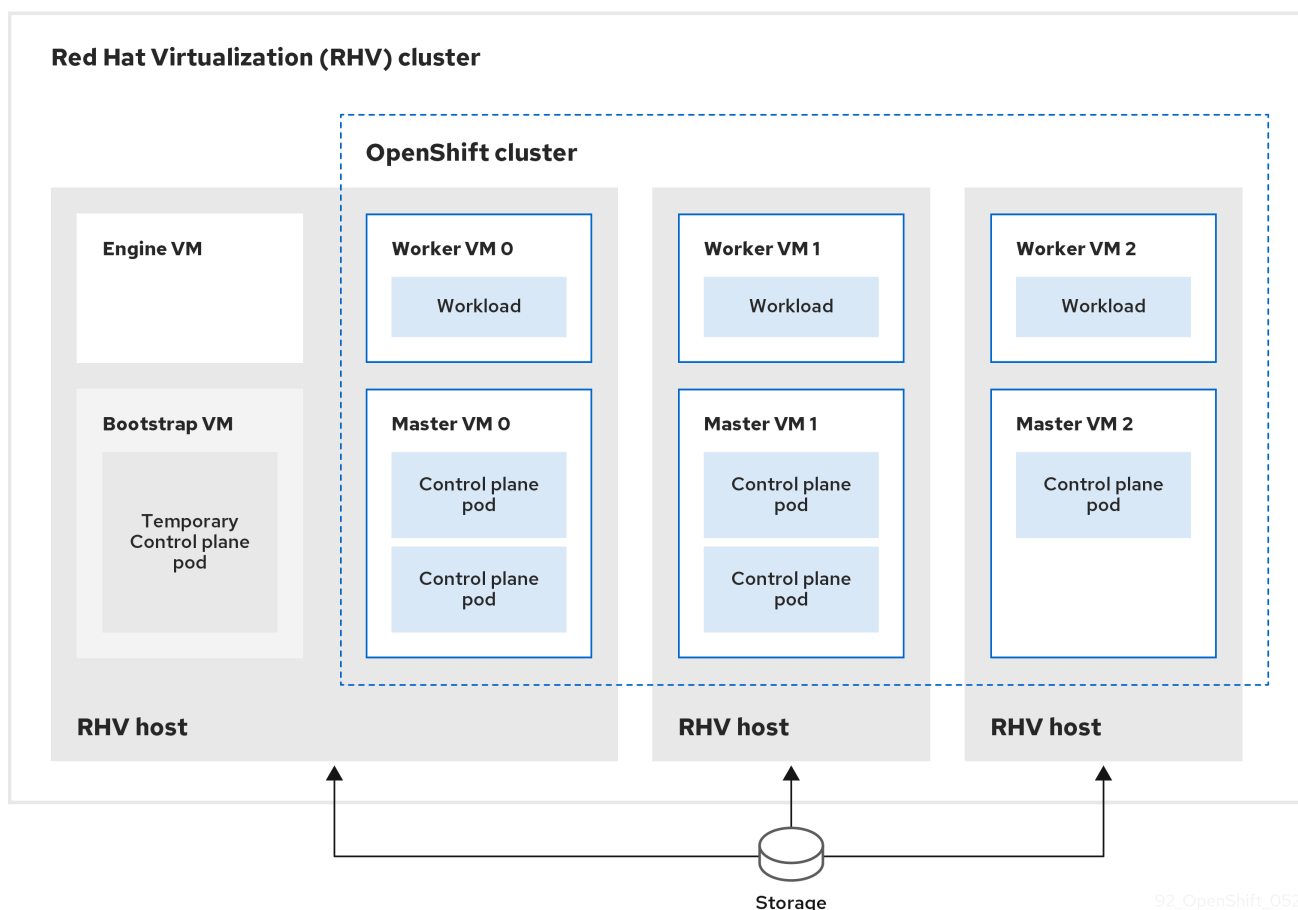 Red Hat Virtualization (RHV) cluster
OpenShift cluster
Engine VM
Worker VM 0
Workload
Worker VM 1
Workload
Worker VM 2
Workload
Bootstrap VM
Temporary
Control plane
pod
Master VM 0
Control plane
pod
Control plane
pod
Master VM 1
Control plane
pod
Control plane
pod
Master VM 2
Control plane
pod
RHV host
RHV host
RHV host
Storage
92_OpenShift_052